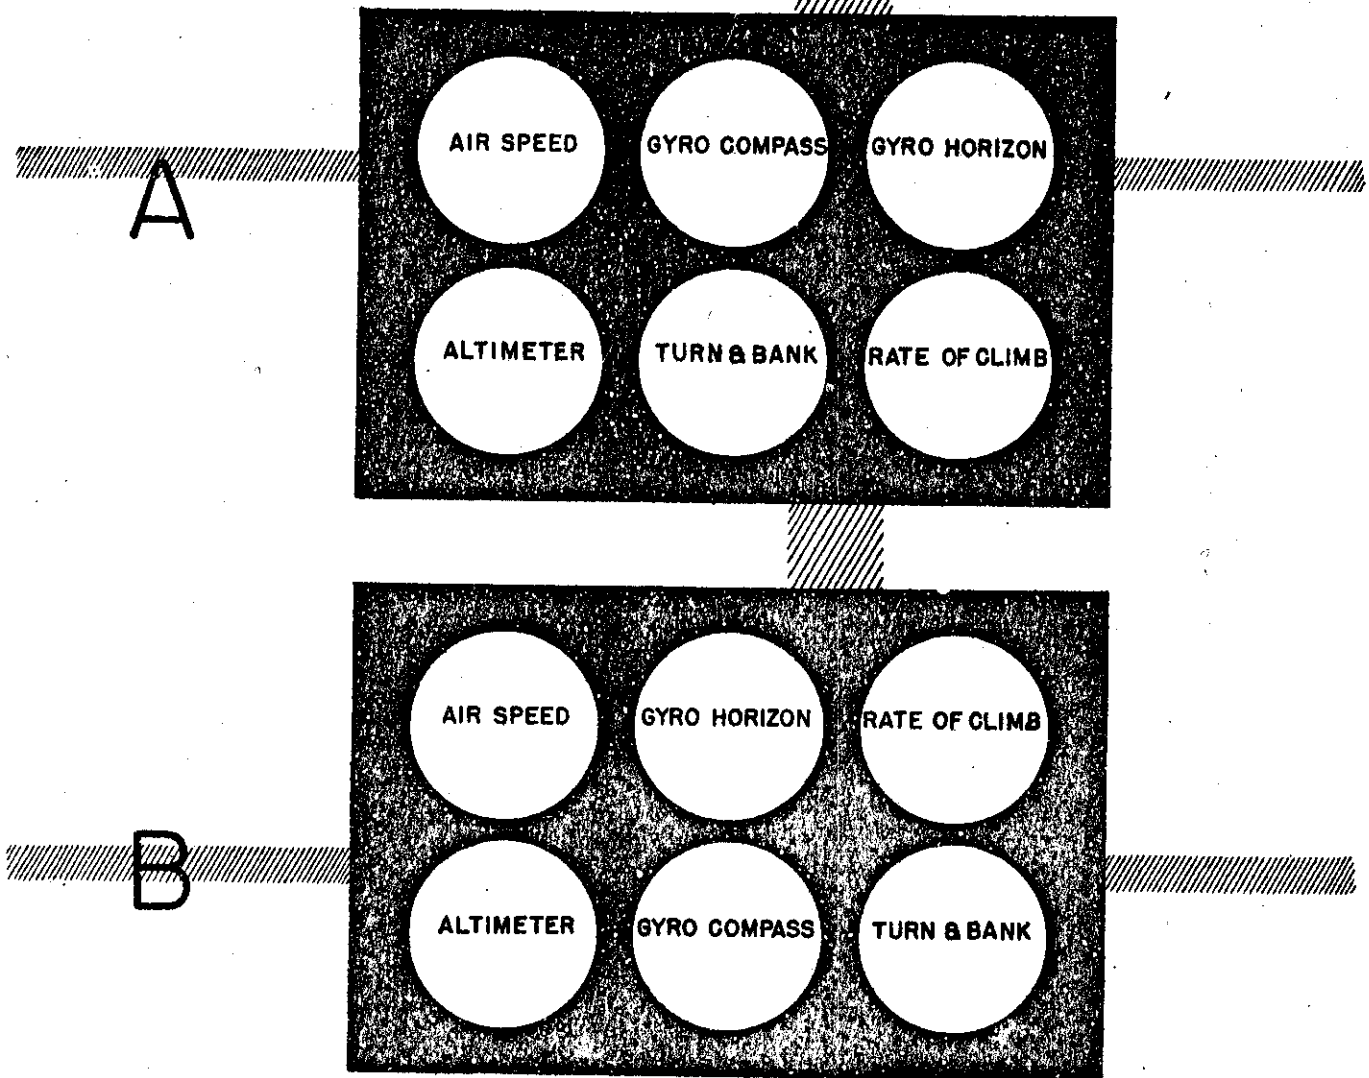 A
AIR SPEED
GYRO COMPASS
GYRO HORIZON
ALTIMETER
TURN & BANK
RATE OF CLIMB
B
AIR SPEED
GYRO HORIZON
RATE OF CLIMB
ALTIMETER
GYRO COMPASS
TURN & BANK